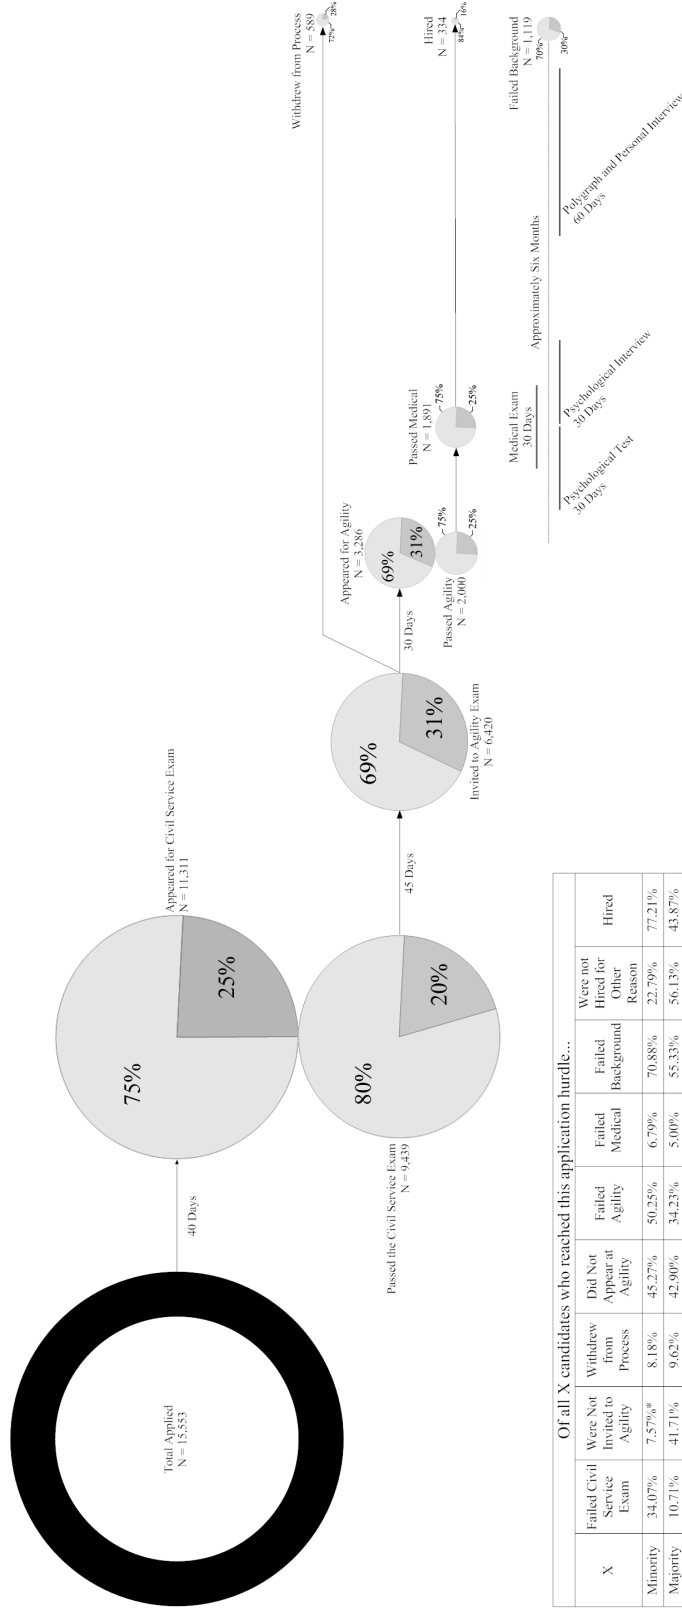 Total Applied
N = 15,553
40 Days
Appeared for Civil Service Exam
N = 11,311
75%
25%
Passed the Civil Service Exam
N = 9,439
80%
20%
45 Days
Invited to Agility Exam
N = 6,420
69%
31%
30 Days
Appeared for Agility
N = 3,286
69%
31%
Passed Agility
N = 2,000
75%
25%
Passed Medical
N = 1,891
75%
25%
Withdrew from Process
N = 589
72%
28%
Hired
N = 334
84%
16%
Failed Background
N = 1,119
70%
30%
Medical Exam
30 Days
Approximately Six Months
Psychological Test
30 Days
Psychological Interview
30 Days
Polygraph and Personal Interview
60 Days
Of all X candidates who reached this application hurdle...
X
Failed Civil
Service
Exam
Were Not
Invited to
Agility
Withdrew
from
Process
Did Not
Appear at
Agility
Failed
Agility
Failed
Medical
Failed
Background
Were not
Hired for
Other
Reason
Hired
Minority 34.07% 7.57%* 8.18% 45.27% 50.25% 6.79% 70.88% 22.79% 77.21%
Majority 10.71% 41.71% 9.62% 42.90% 34.23% 5.00% 55.33% 56.13% 43.87%